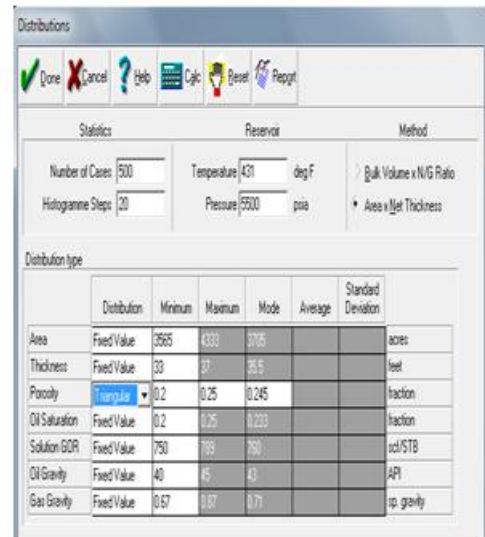 Distributions
Done Cancel Help Calc Reset Report
Statistics Reservoir Method
Number of Cases 500 Temperature 431 deg F Bulk Volume x N/G Ratio
Histogramme Steps 20 Pressure 5500 psia Area x Net Thickness
Distribution type
Distribution Minimum Maximum Mode Average Standard Deviation
Area Fixed Value 3565 4333 3705 acres
Thickness Fixed Value 33 37 35.5 feet
Porosity Triangular 0.2 0.25 0.245 fraction
Oil Saturation Fixed Value 0.2 0.25 0.233 fraction
Solution GOR Fixed Value 750 789 760 scf/STB
Oil Gravity Fixed Value 40 45 43 API
Gas Gravity Fixed Value 0.67 0.87 0.71 sp. gravity